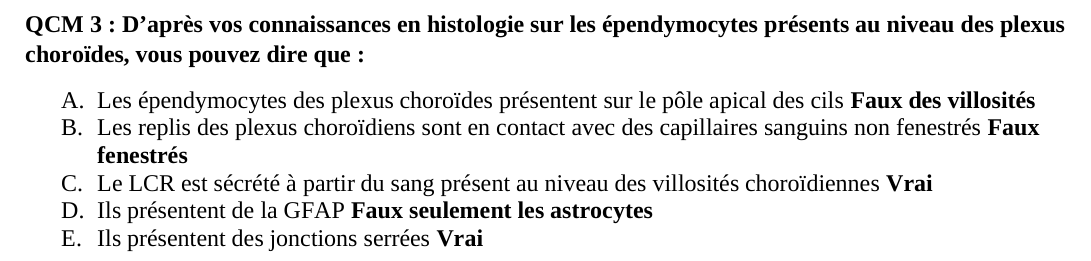 QCM 3 : D’après vos connaissances en histologie sur les épendymocytes présents au niveau des plexus
choroïdes, vous pouvez dire que :
A. Les épendymocytes des plexus choroïdes présentent sur le pôle apical des cils Faux des villosités
B. Les replis des plexus choroïdiens sont en contact avec des capillaires sanguins non fenestrés Faux
fenestrés
C. Le LCR est sécrété à partir du sang présent au niveau des villosités choroïdiennes Vrai
D. Ils présentent de la GFAP Faux seulement les astrocytes
E. Ils présentent des jonctions serrées Vrai